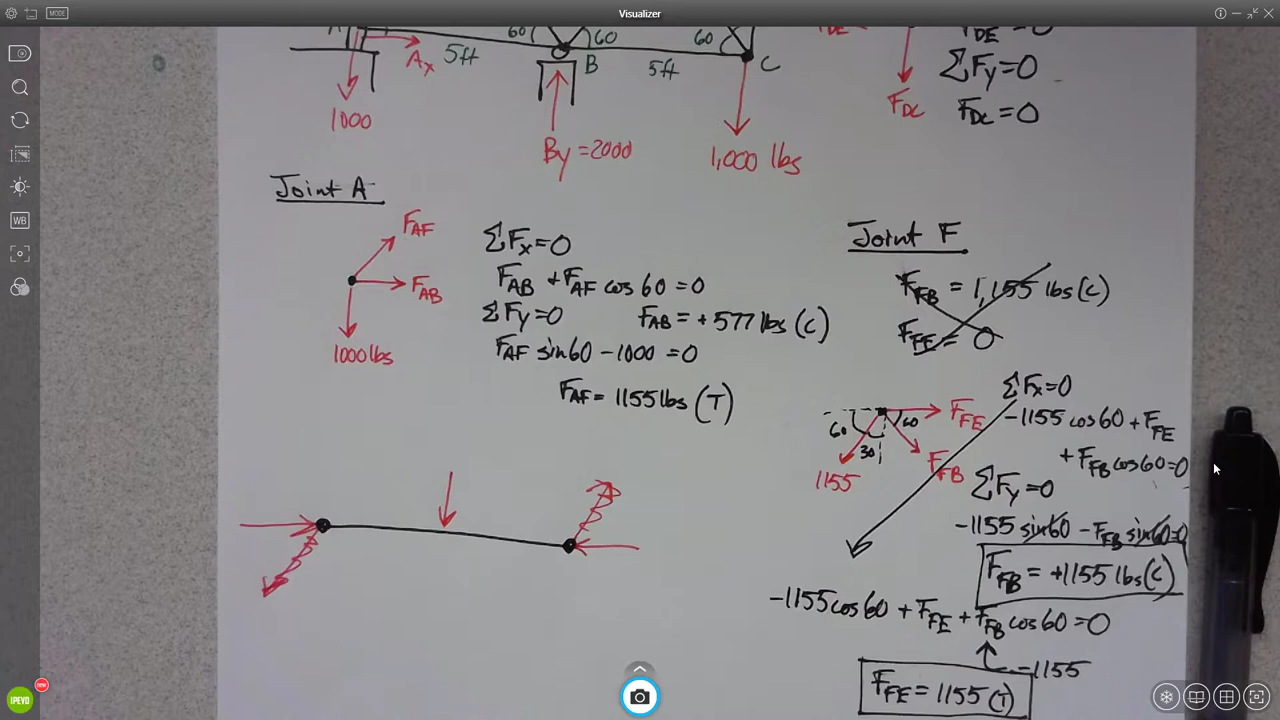 MODE
Visualizer
60
60
60
A
Ax
5ft
B
5ft
C
1000
By = 2000
1,000 lbs
FDE = 0
ΣFy = 0
FDC
FDC = 0
Joint A
FAF
FAB
1000 lbs
ΣFx = 0
FAB + FAF cos 60 = 0
ΣFy = 0
FAB = +577 lbs (C)
FAF sin 60 - 1000 = 0
FAF = 1155 lbs (T)
Joint F
FFB = 1,155 lbs (C)
FFE = 0
ΣFx = 0
-1155 cos 60 + FFE
+ FFB cos 60 = 0
FFE
60
60
30
FFB
1155
ΣFy = 0
-1155 sin 60 - FFB sin 60 = 0
FFB = +1155 lbs (C)
-1155 cos 60 + FFE + FFB cos 60 = 0
-1155
FFE = 1155 (T)
IPEVO
new